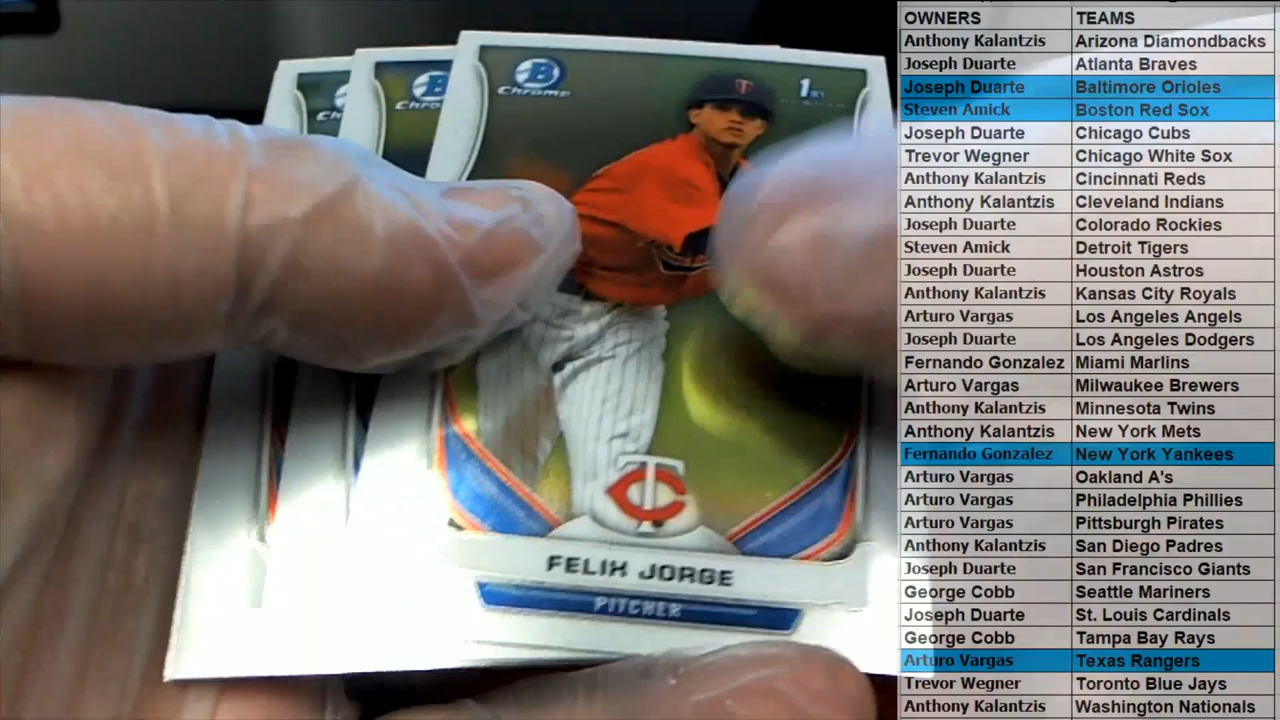 B
Chrome
1ST
T
TC
FELIX JORGE
PITCHER
OWNERS TEAMS
Anthony Kalantzis Arizona Diamondbacks
Joseph Duarte Atlanta Braves
Joseph Duarte Baltimore Orioles
Steven Amick Boston Red Sox
Joseph Duarte Chicago Cubs
Trevor Wegner Chicago White Sox
Anthony Kalantzis Cincinnati Reds
Anthony Kalantzis Cleveland Indians
Joseph Duarte Colorado Rockies
Steven Amick Detroit Tigers
Joseph Duarte Houston Astros
Anthony Kalantzis Kansas City Royals
Arturo Vargas Los Angeles Angels
Joseph Duarte Los Angeles Dodgers
Fernando Gonzalez Miami Marlins
Arturo Vargas Milwaukee Brewers
Anthony Kalantzis Minnesota Twins
Anthony Kalantzis New York Mets
Fernando Gonzalez New York Yankees
Arturo Vargas Oakland A's
Arturo Vargas Philadelphia Phillies
Arturo Vargas Pittsburgh Pirates
Anthony Kalantzis San Diego Padres
Joseph Duarte San Francisco Giants
George Cobb Seattle Mariners
Joseph Duarte St. Louis Cardinals
George Cobb Tampa Bay Rays
Arturo Vargas Texas Rangers
Trevor Wegner Toronto Blue Jays
Anthony Kalantzis Washington Nationals